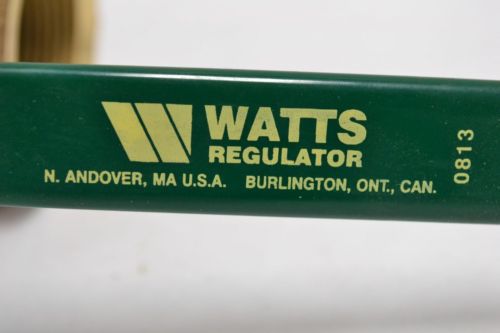 WATTS
REGULATOR
N. ANDOVER, MA U.S.A. BURLINGTON, ONT., CAN.
0813